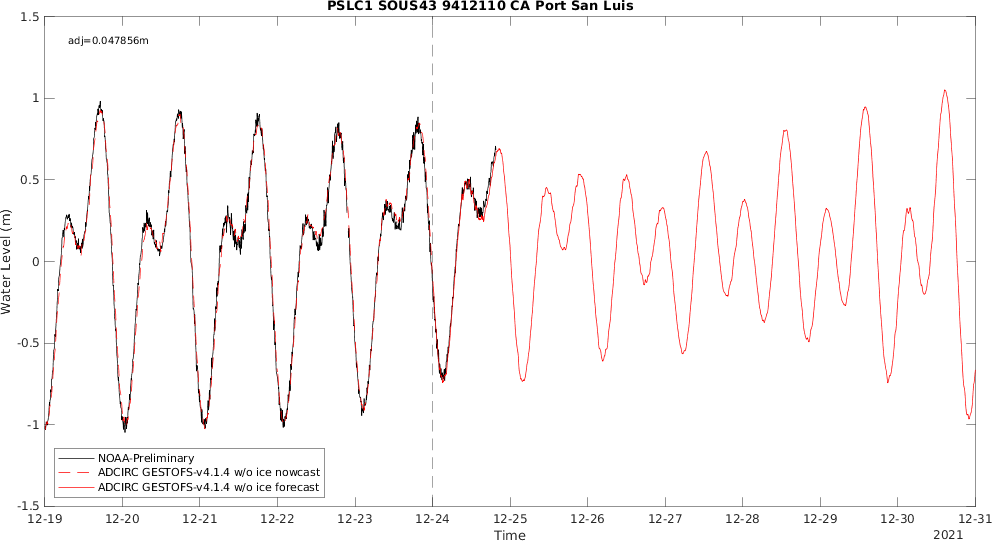 PSLC1 SOUS43 9412110 CA Port San Luis
adj=0.047856m
1.5
1
0.5
0
-0.5
-1
-1.5
Water Level (m)
NOAA-Preliminary
ADCIRC GESTOFS-v4.1.4 w/o ice nowcast
ADCIRC GESTOFS-v4.1.4 w/o ice forecast
12-19 12-20 12-21 12-22 12-23 12-24 12-25 12-26 12-27 12-28 12-29 12-30 12-31
Time
2021